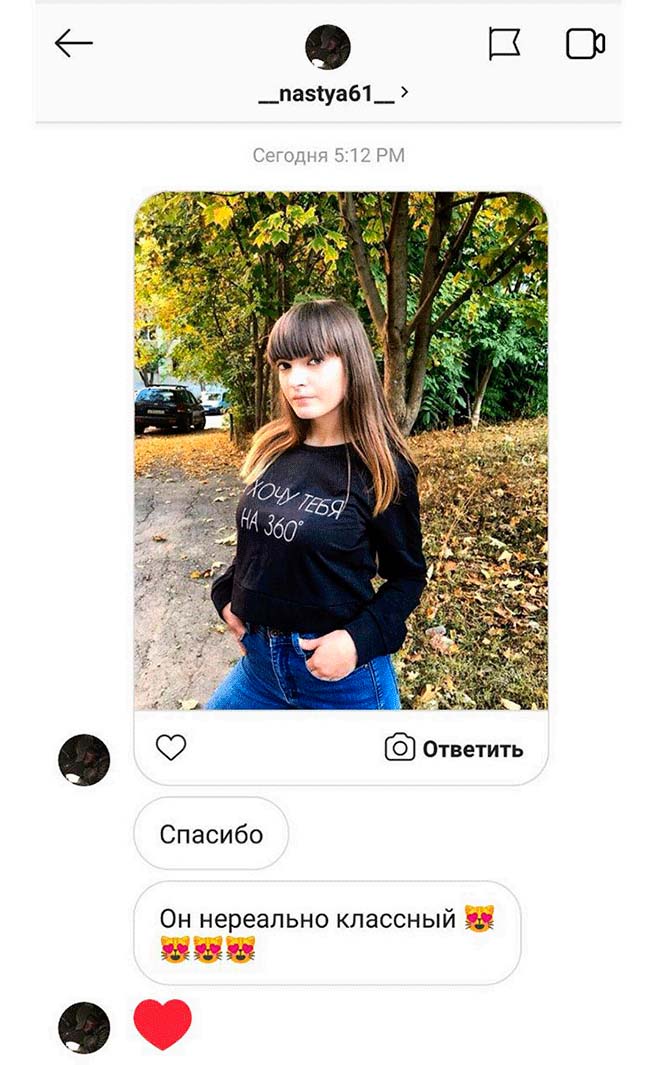 __nastya61__
Сегодня 5:12 PM
ХОЧУ ТЕБЯ
НА 360°
Ответить
Спасибо
Он нереально классный 😻
😻😻😻